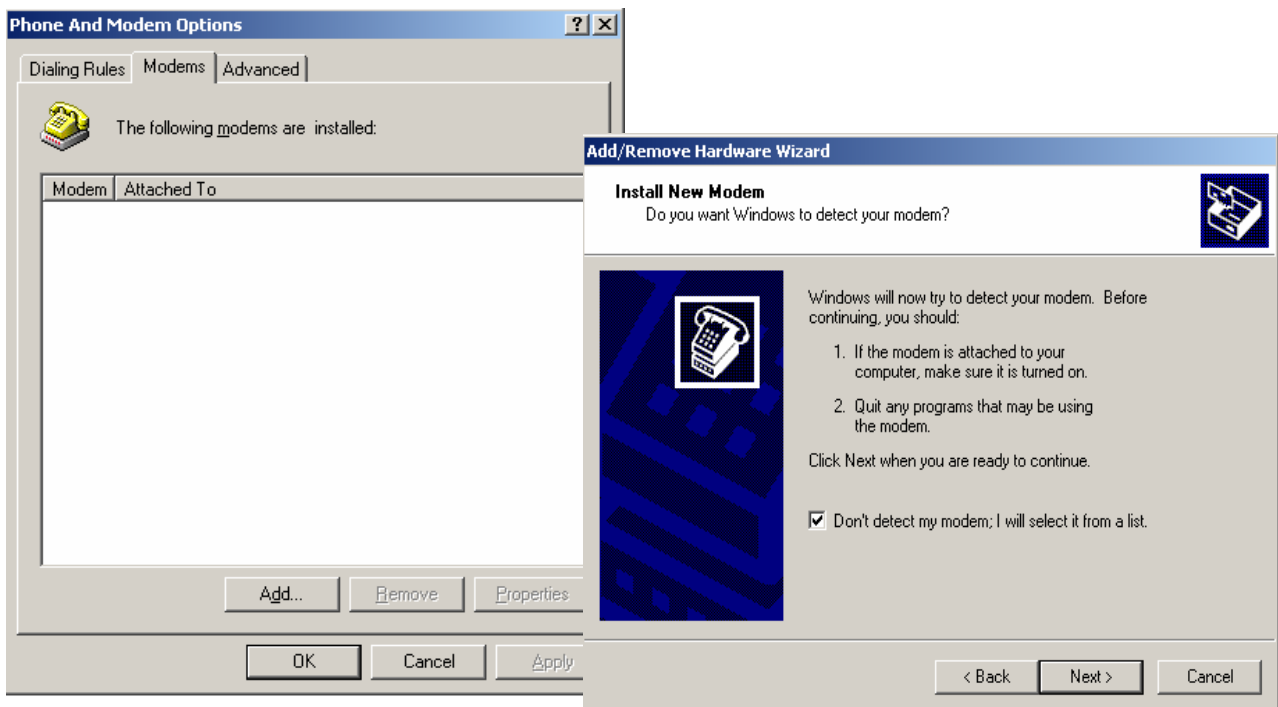 Phone And Modem Options
Dialing Rules Modems Advanced
The following modems are installed:
Modem Attached To
Add... Remove Properties
OK Cancel Apply
Add/Remove Hardware Wizard
Install New Modem
Do you want Windows to detect your modem?
Windows will now try to detect your modem. Before
continuing, you should:
1. If the modem is attached to your
computer, make sure it is turned on.
2. Quit any programs that may be using
the modem.
Click Next when you are ready to continue.
Don't detect my modem; I will select it from a list.
< Back Next > Cancel